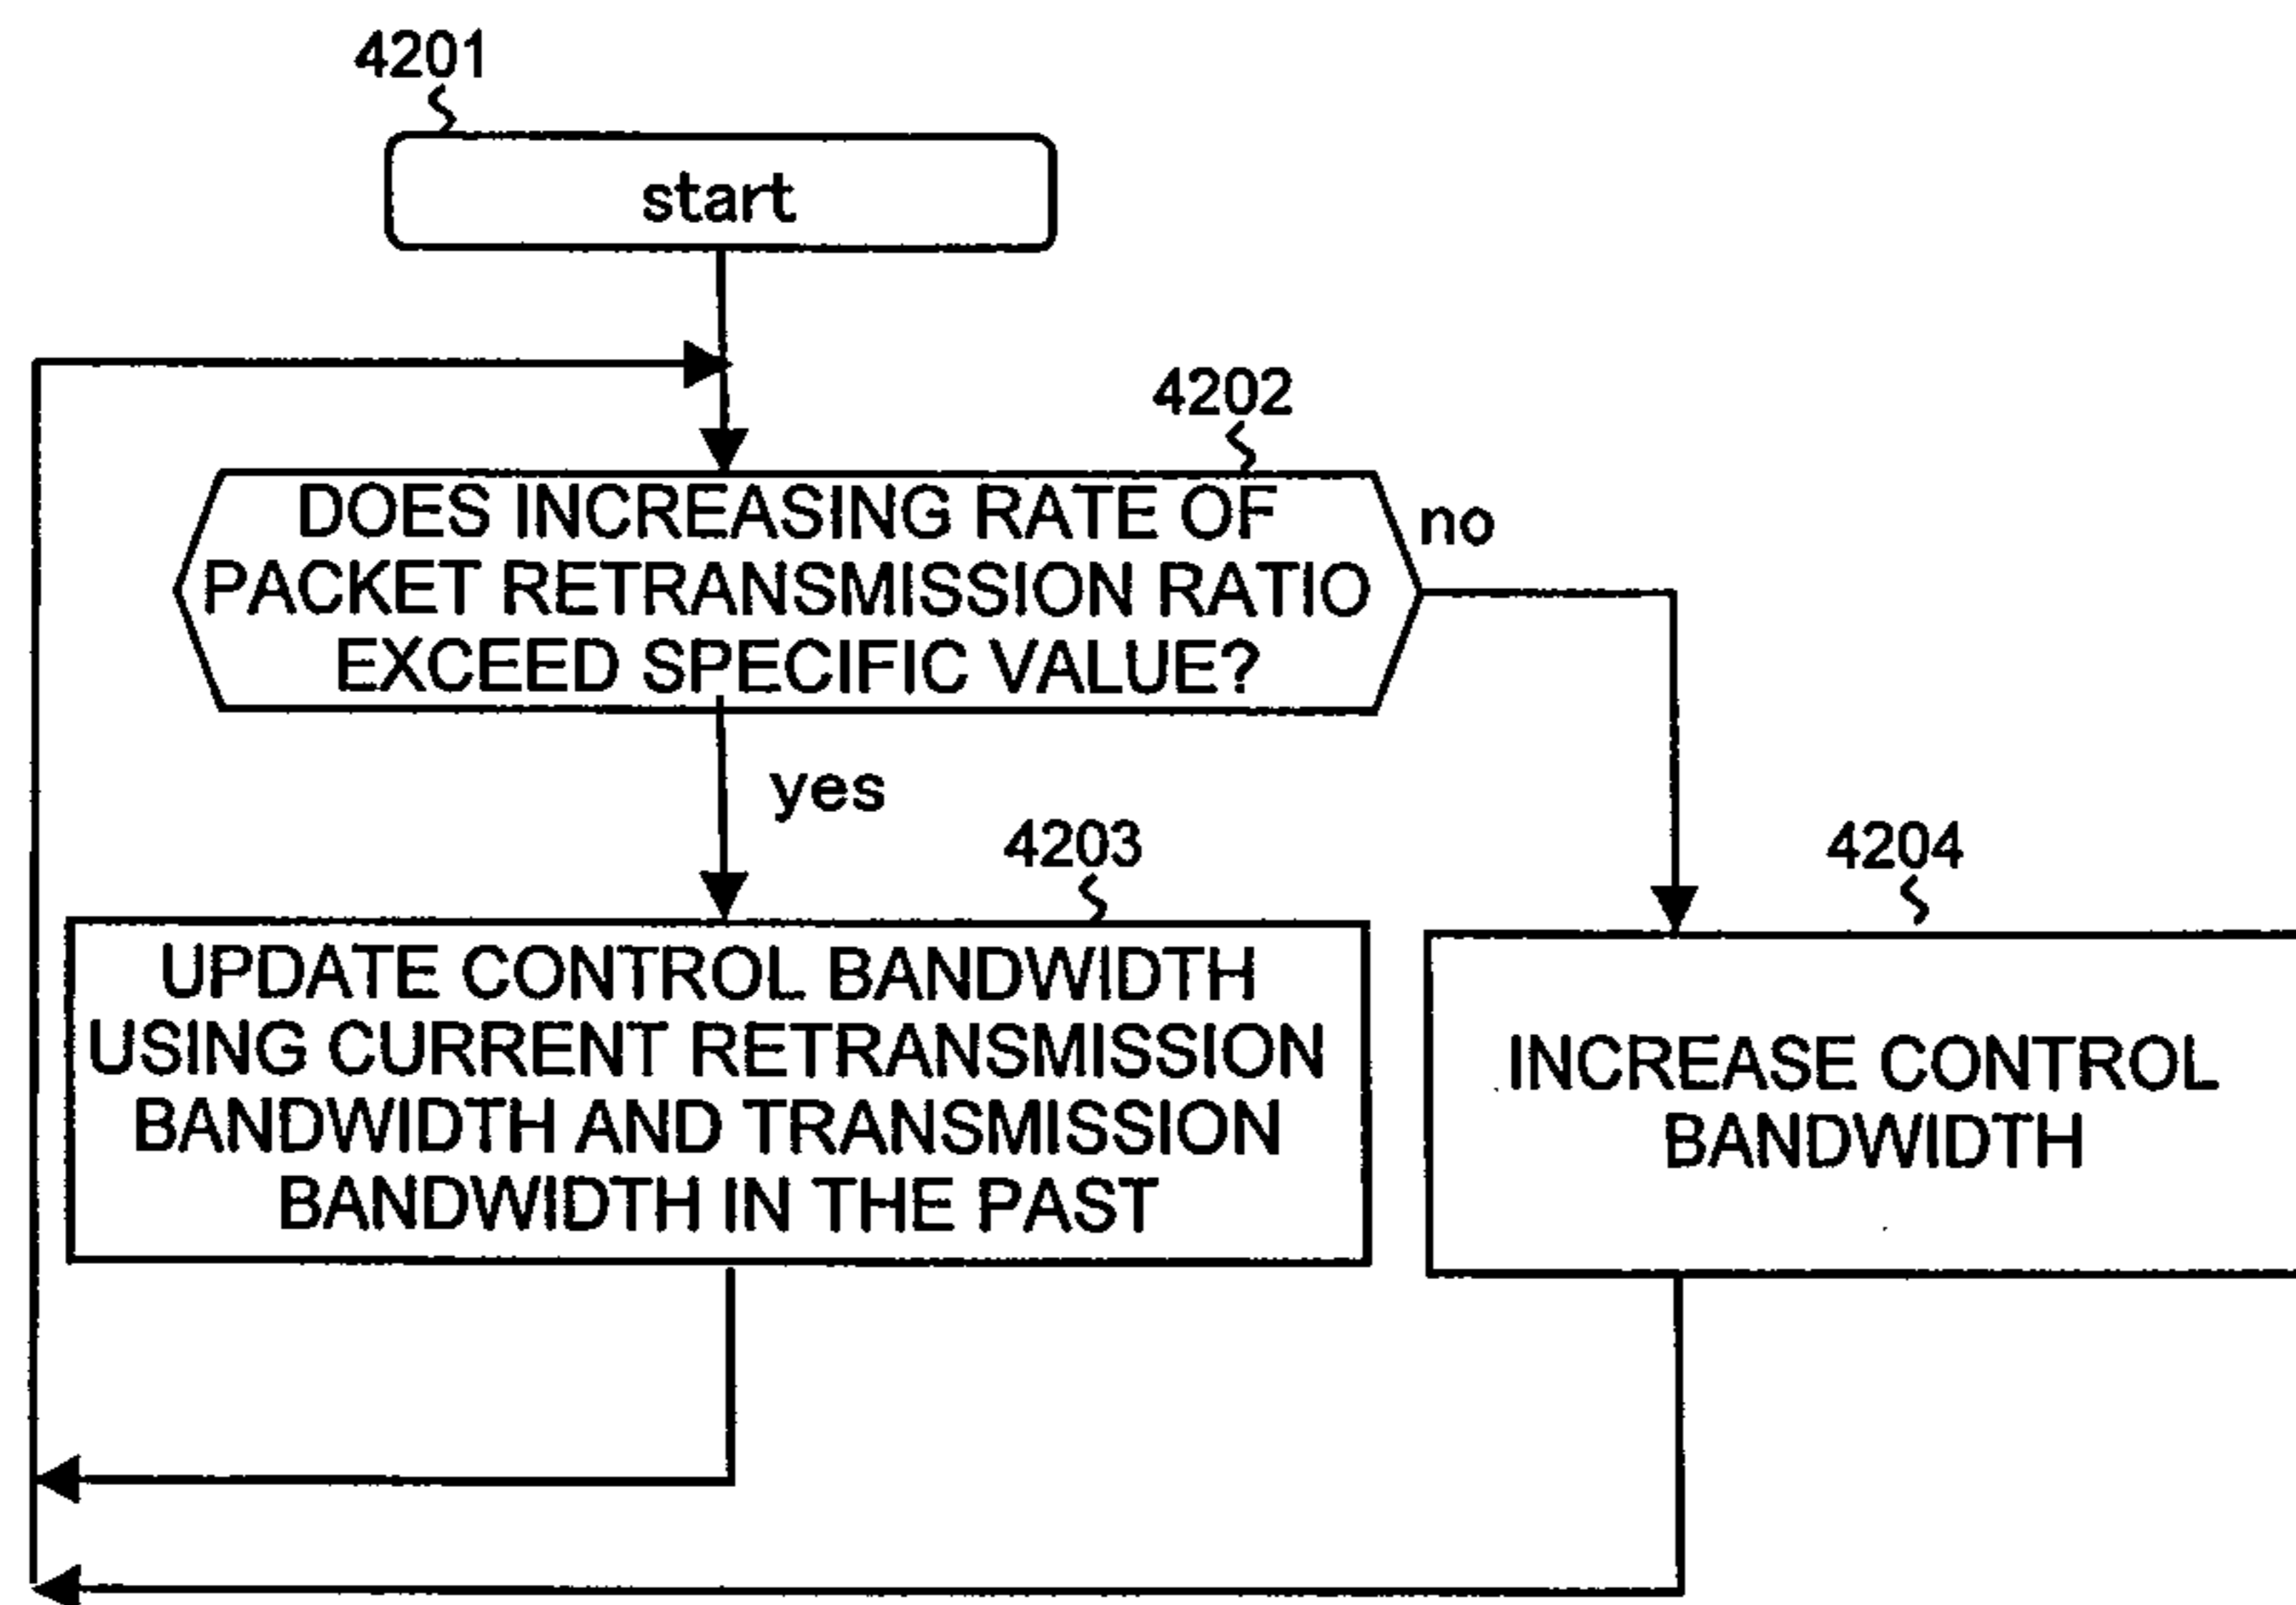 4201
start
4202
DOES INCREASING RATE OF
PACKET RETRANSMISSION RATIO
EXCEED SPECIFIC VALUE?
no
yes
4203
UPDATE CONTROL BANDWIDTH
USING CURRENT RETRANSMISSION
BANDWIDTH AND TRANSMISSION
BANDWIDTH IN THE PAST
4204
INCREASE CONTROL
BANDWIDTH